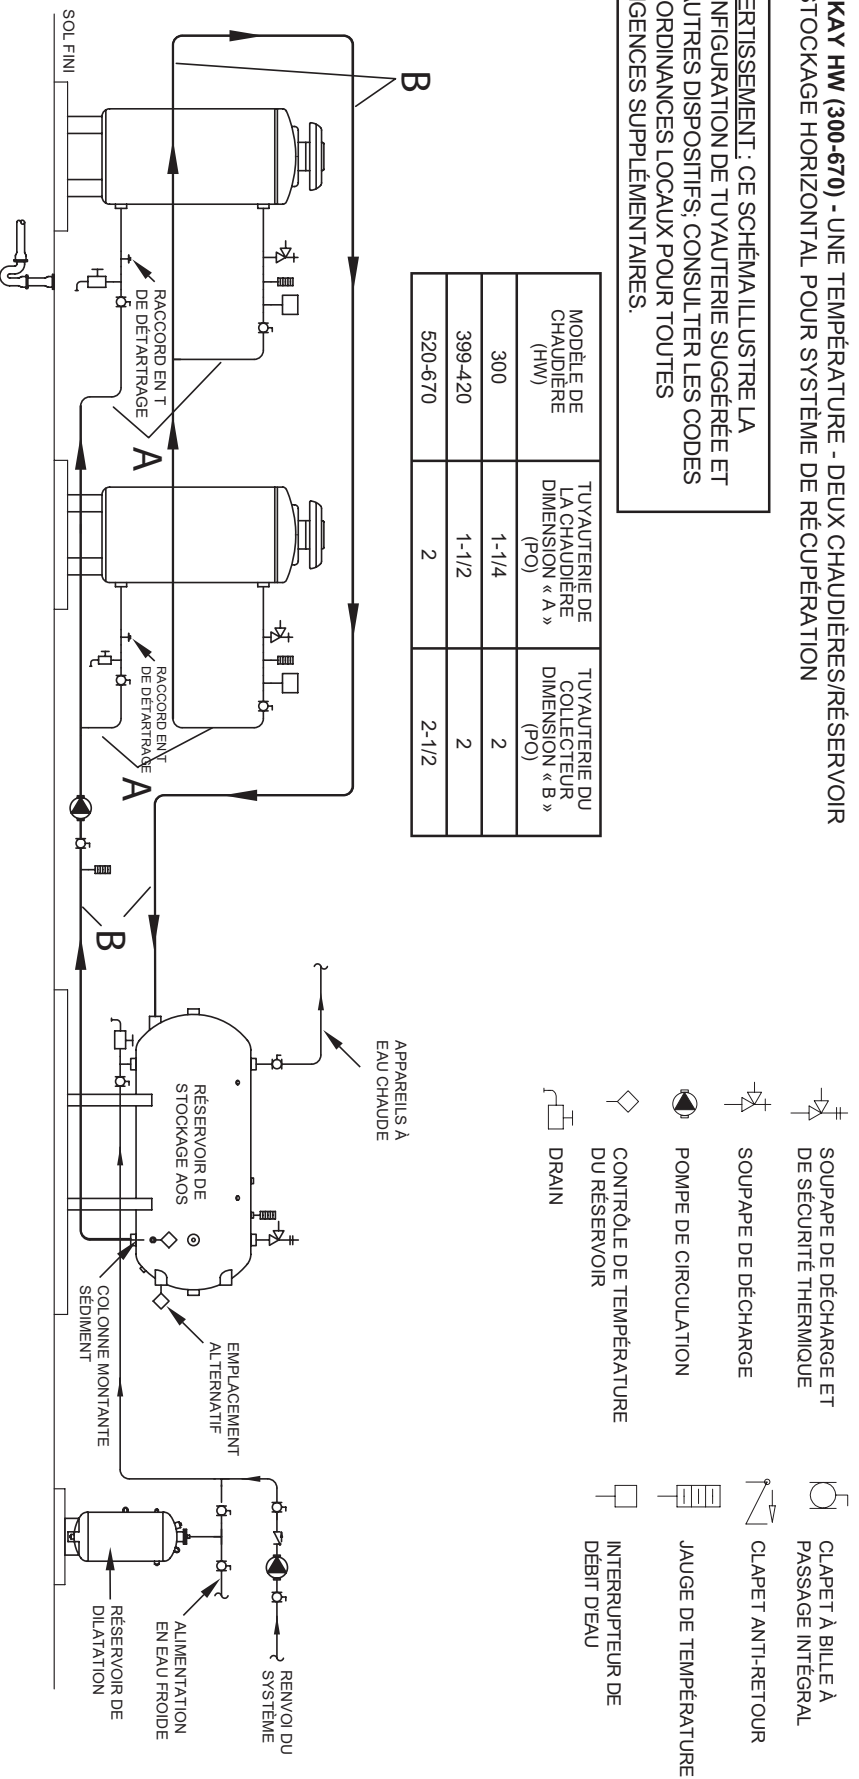 KAY HW (300-670) - UNE TEMPÉRATURE - DEUX CHAUDIÈRES/RÉSERVOIR
STOCKAGE HORIZONTAL POUR SYSTÈME DE RÉCUPÉRATION
ERTISSEMENT : CE SCHÉMA ILLUSTRE LA
NFIGURATION DE TUYAUTERIE SUGGÉRÉE ET
AUTRES DISPOSITIFS; CONSULTER LES CODES
ORDINANCES LOCAUX POUR TOUTES
IGENCES SUPPLÉMENTAIRES.
MODÈLE DE
CHAUDIÈRE
(HW)
TUYAUTERIE DE
LA CHAUDIÈRE
DIMENSION « A »
(PO)
TUYAUTERIE DU
COLLECTEUR
DIMENSION « B »
(PO)
300
1-1/4
2
399-420
1-1/2
2
520-670
2
2-1/2
SOUPAPE DE DÉCHARGE ET
DE SÉCURITÉ THERMIQUE
SOUPAPE DE DÉCHARGE
POMPE DE CIRCULATION
CONTRÔLE DE TEMPÉRATURE
DU RÉSERVOIR
DRAIN
CLAPET À BILLE À
PASSAGE INTÉGRAL
CLAPET ANTI-RETOUR
JAUGE DE TEMPÉRATURE
INTERRUPTEUR DE
DÉBIT D'EAU
B
APPAREILS À
EAU CHAUDE
RACCORD EN T
DE DÉTARTRAGE
A
RACCORD EN T
DE DÉTARTRAGE
A
B
RÉSERVOIR DE
STOCKAGE AOS
EMPLACEMENT
ALTERNATIF
COLONNE MONTANTE
SÉDIMENT
RENVOI DU
SYSTÈME
ALIMENTATION
EN EAU FROIDE
RÉSERVOIR DE
DILATATION
SOL FINI